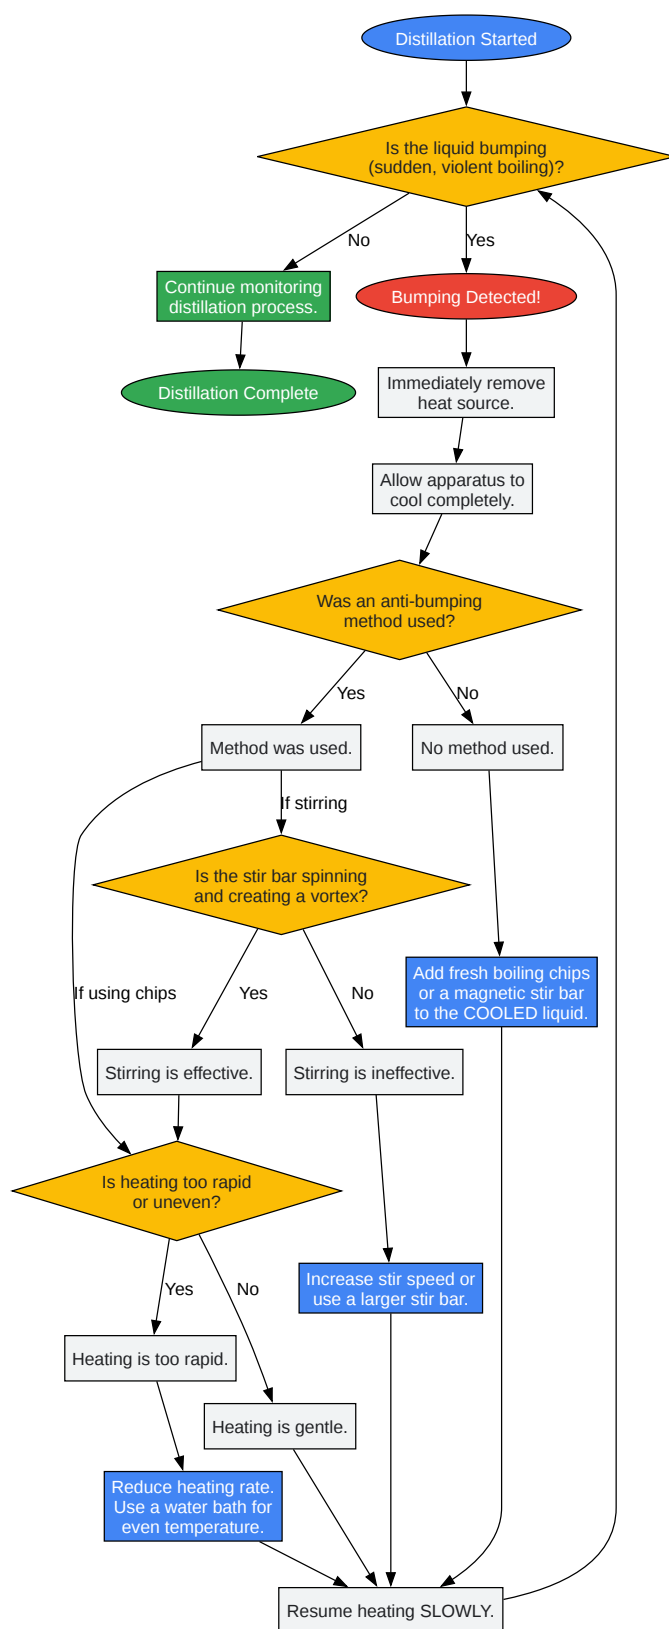 Distillation Started
Is the liquid bumping
(sudden, violent boiling)?
No
Yes
Continue monitoring
distillation process.
Bumping Detected!
Distillation Complete
Immediately remove
heat source.
Allow apparatus to
cool completely.
Was an anti-bumping
method used?
Yes
No
Method was used.
No method used.
If stirring
Is the stir bar spinning
and creating a vortex?
If using chips
Yes
No
Add fresh boiling chips
or a magnetic stir bar
to the COOLED liquid.
Stirring is effective.
Stirring is ineffective.
Is heating too rapid
or uneven?
Yes
No
Increase stir speed or
use a larger stir bar.
Heating is too rapid.
Heating is gentle.
Reduce heating rate.
Use a water bath for
even temperature.
Resume heating SLOWLY.